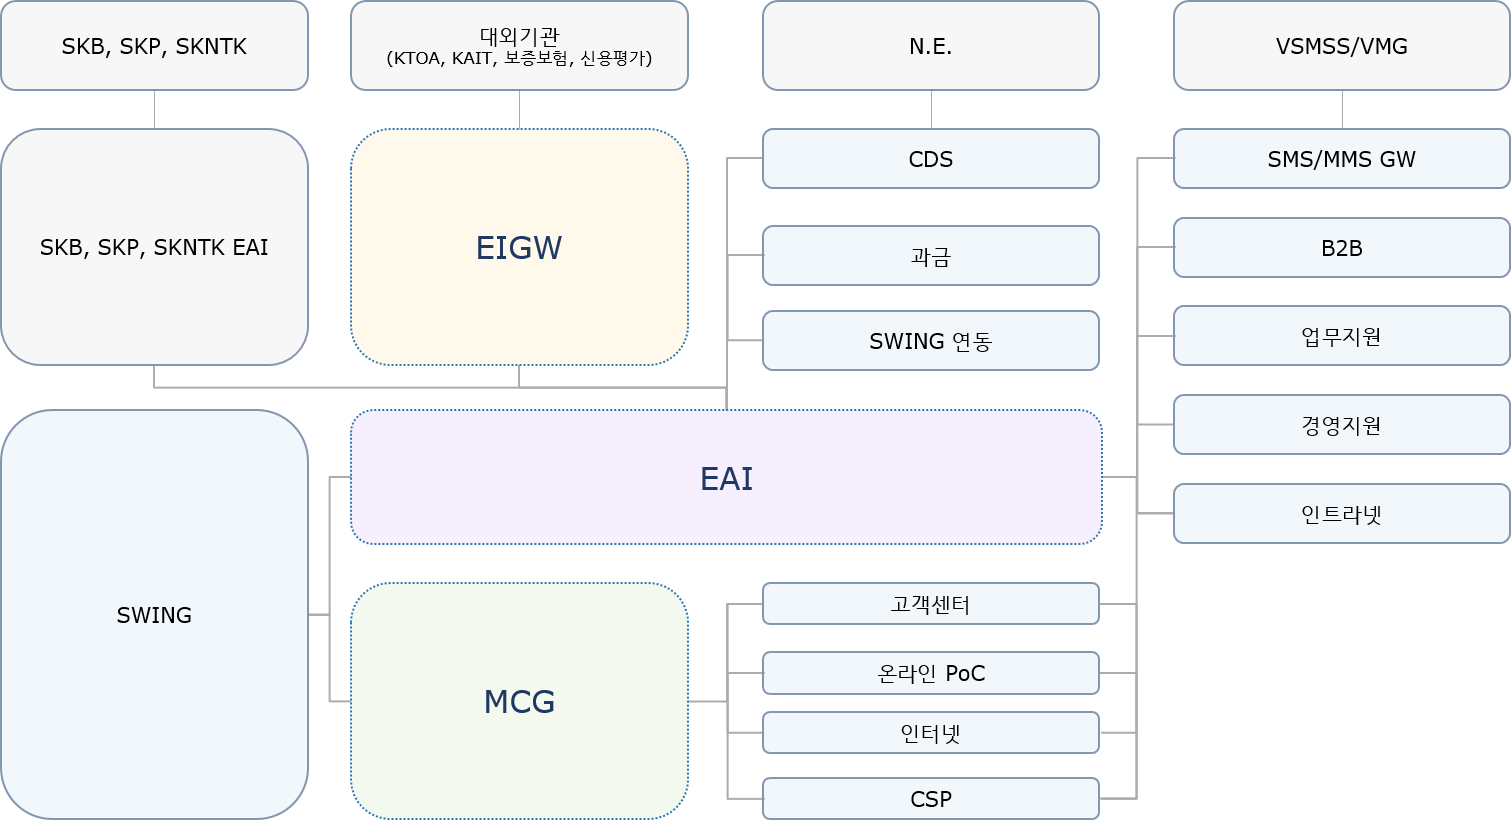 SKB, SKP, SKNTK
대외기관
(KTOA, KAIT, 보증보험, 신용평가)
N.E.
VSMSS/VMG
SKB, SKP, SKNTK EAI
EIGW
CDS
과금
SWING 연동
SMS/MMS GW
B2B
업무지원
경영지원
인트라넷
EAI
SWING
MCG
고객센터
온라인 PoC
인터넷
CSP